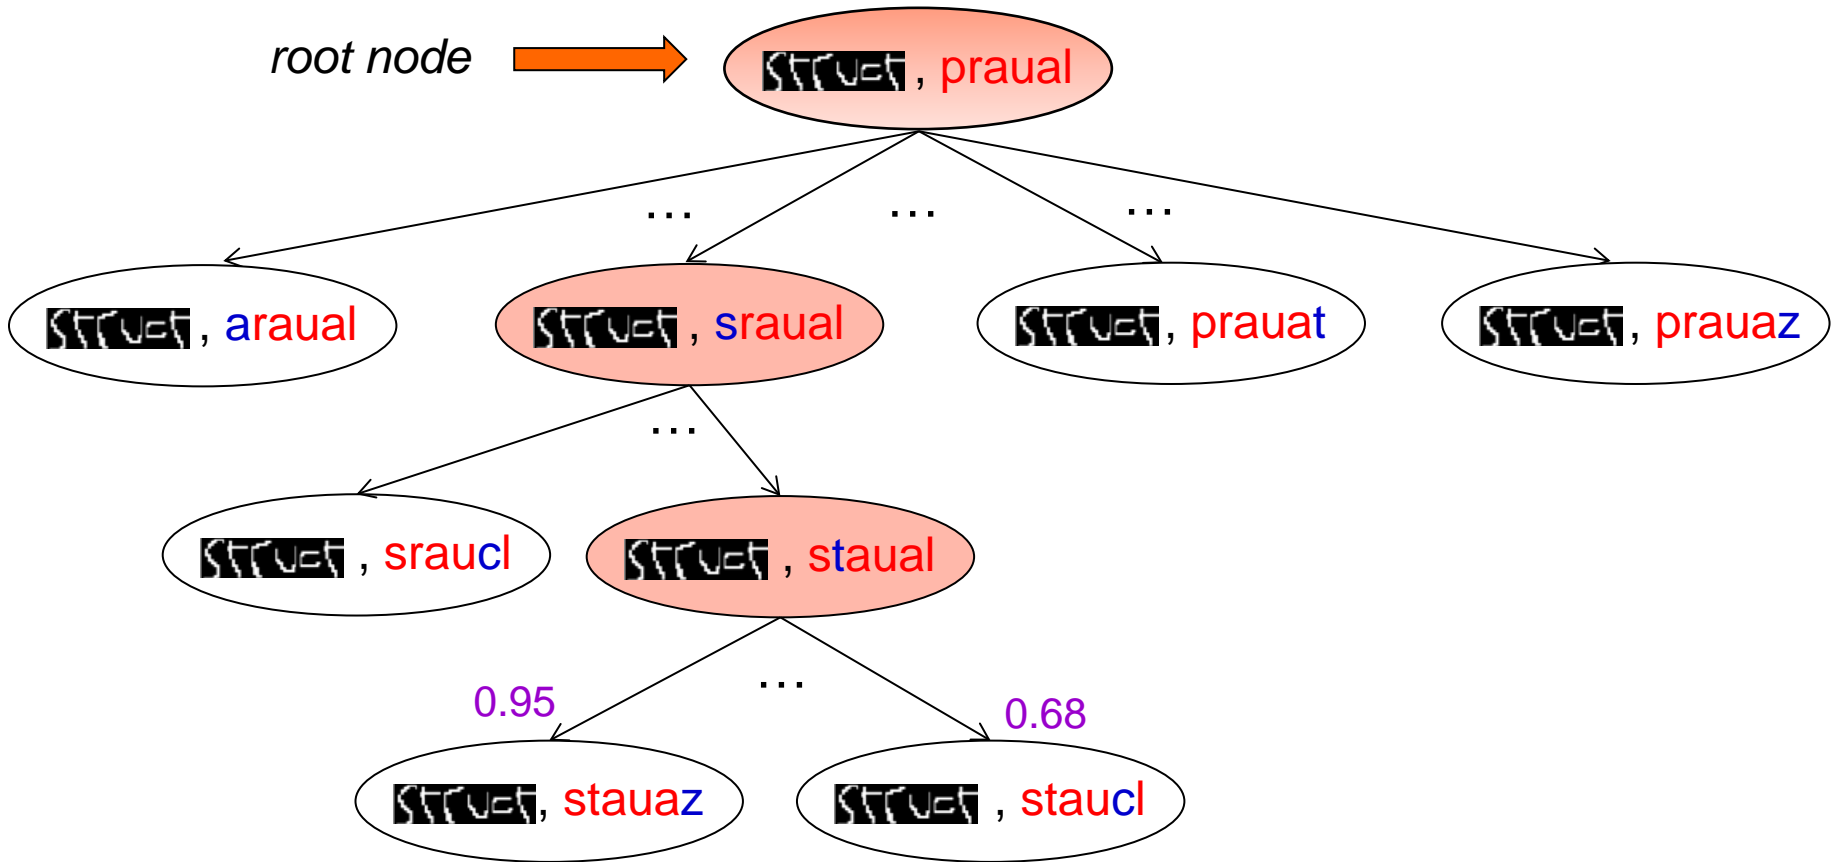 root node
Struct , praual
… … …
Struct , araual Struct , sraual Struct , prauat Struct , prauaz
…
Struct , sraucl Struct , staual
…
0.95 0.68
Struct , stauaz Struct , staucl